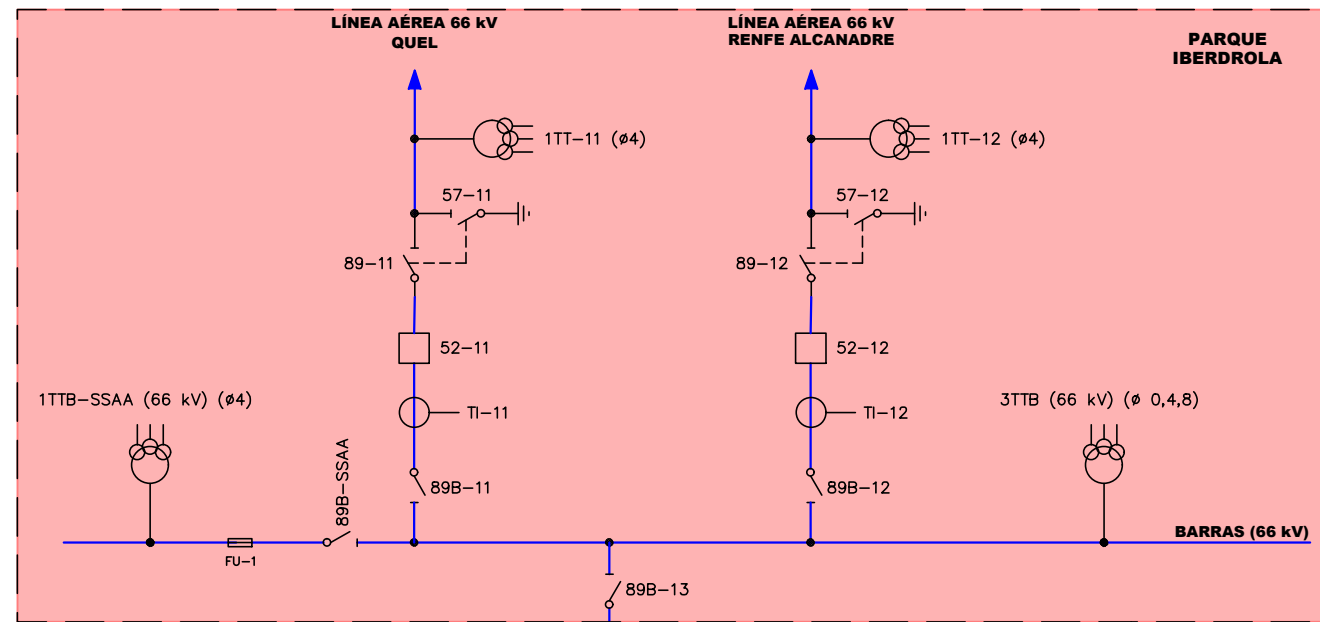 LÍNEA AÉREA 66 kV
QUEL
LÍNEA AÉREA 66 kV
RENFE ALCANADRE
PARQUE
IBERDROLA
1TT-11 (ø4)
1TT-12 (ø4)
57-11
57-12
89-11
89-12
52-11
52-12
1TTB-SSAA (66 kV) (ø4)
TI-11
TI-12
3TTB (66 kV) (ø 0,4,8)
89B-SSAA
89B-11
89B-12
BARRAS (66 kV)
FU-1
89B-13